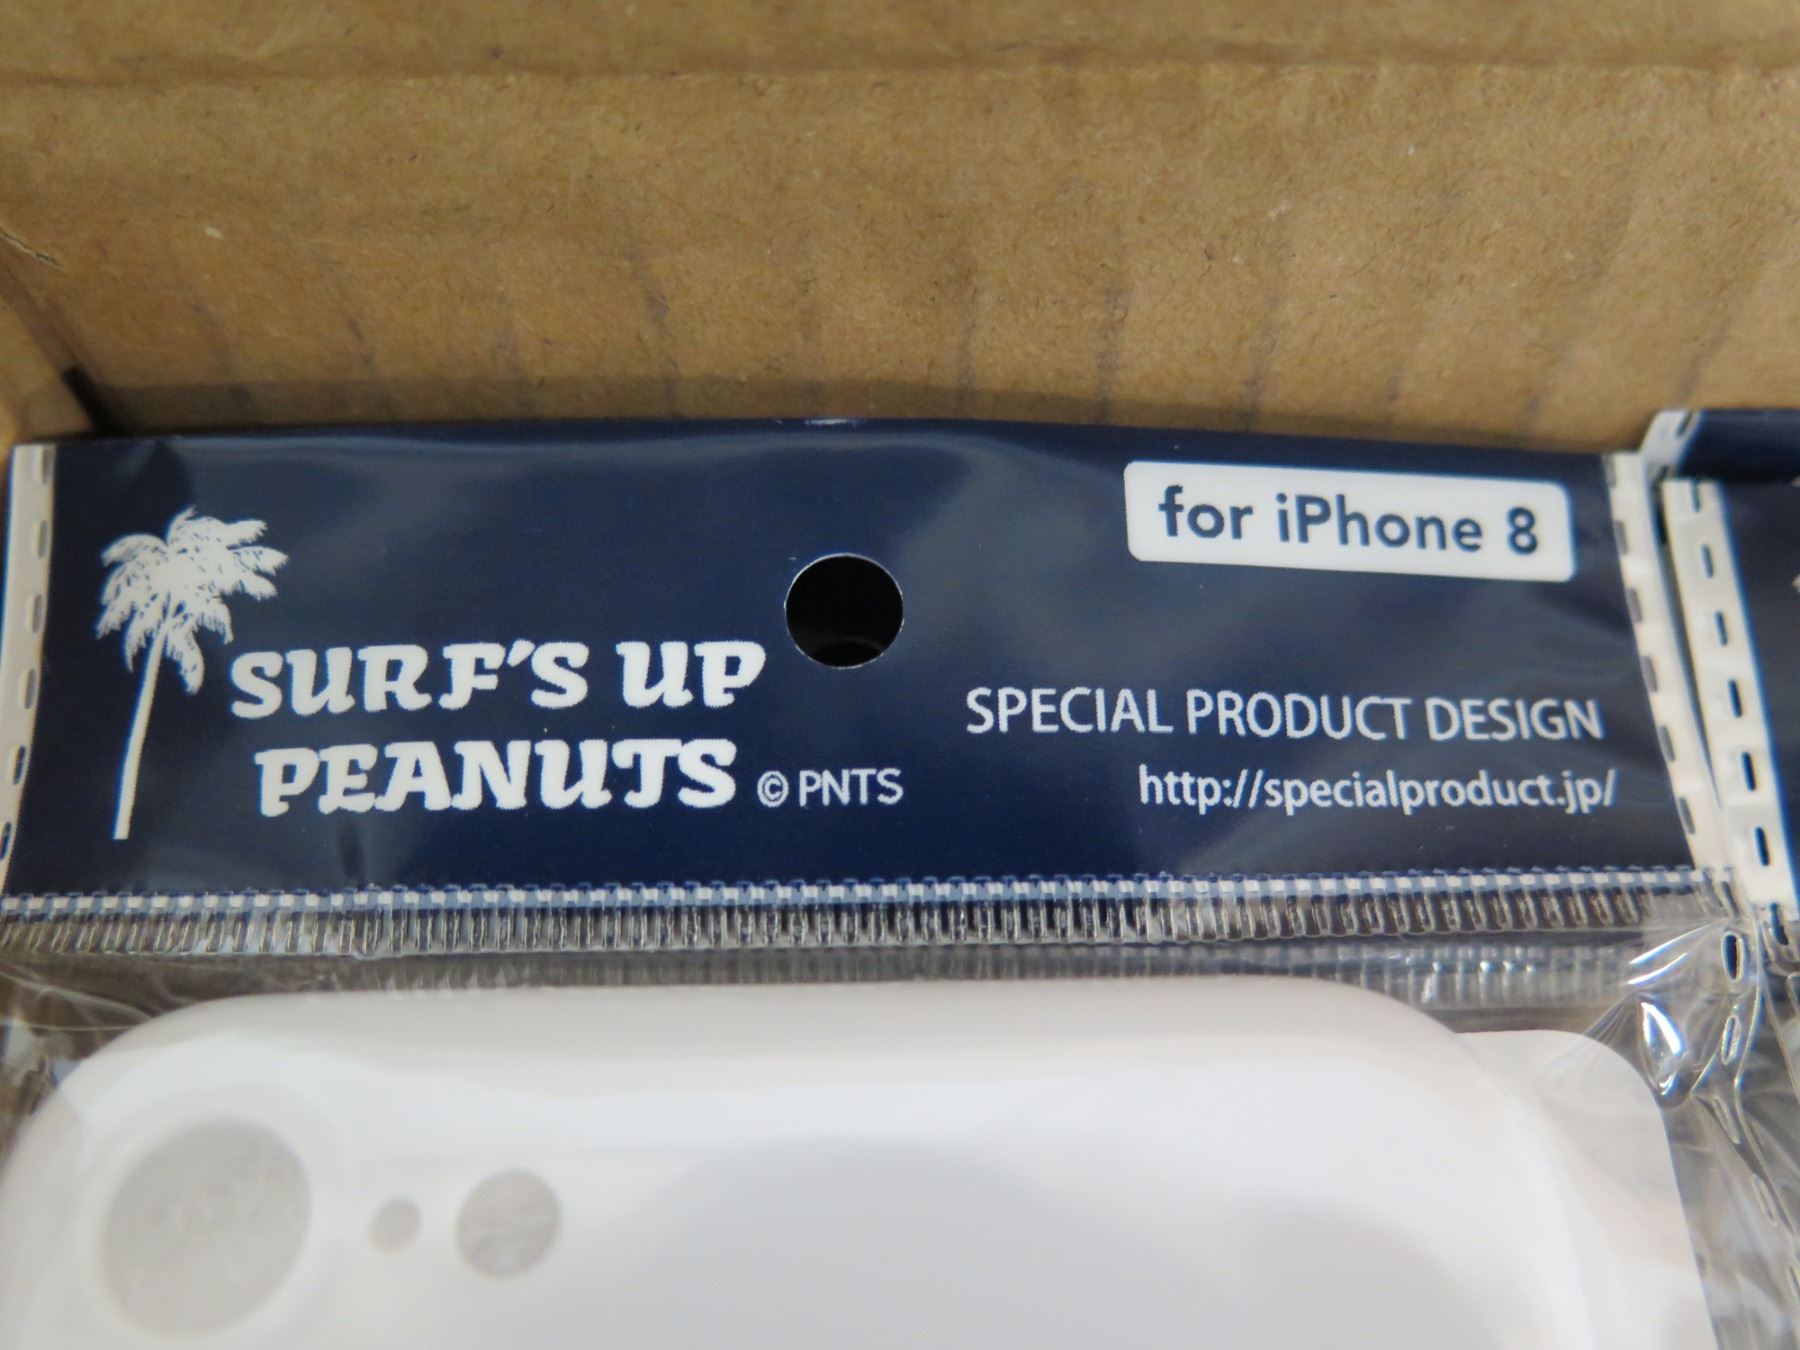 for iPhone 8
SURF'S UP
PEANUTS © PNTS
SPECIAL PRODUCT DESIGN
http://specialproduct.jp/